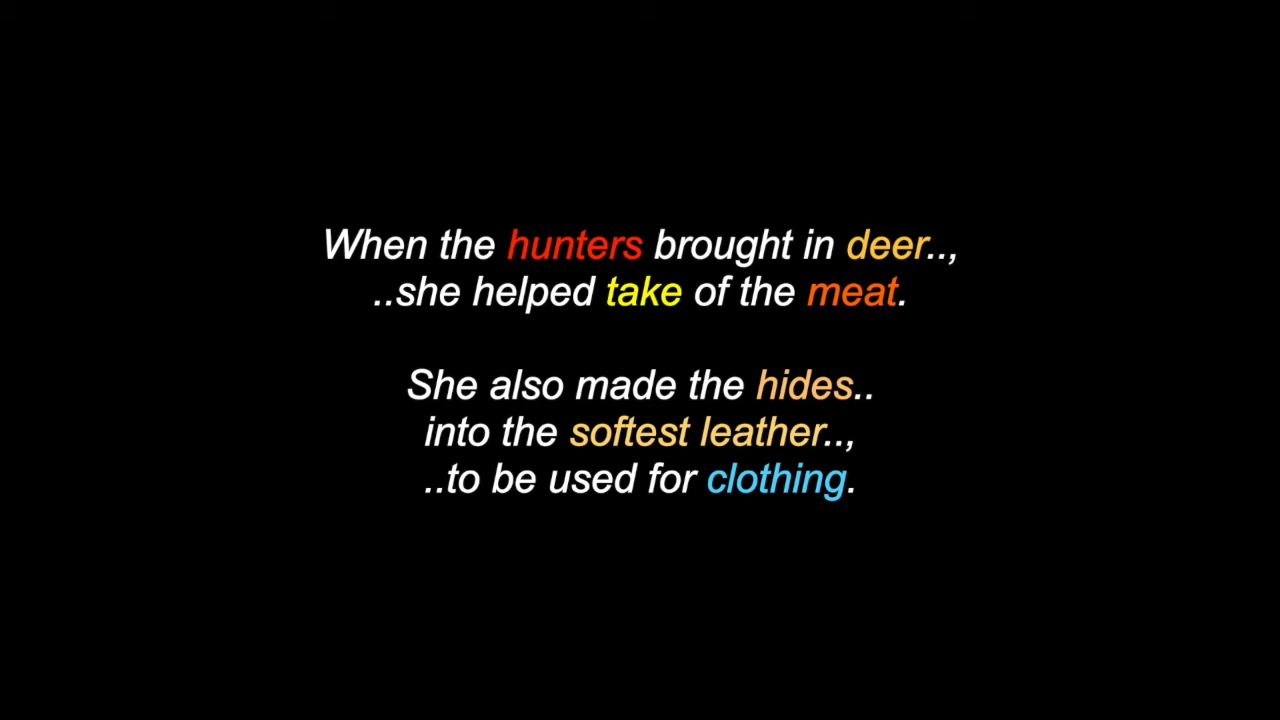 When the hunters brought in deer..,
..she helped take of the meat.
She also made the hides..
into the softest leather..,
..to be used for clothing.